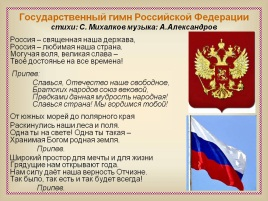 Государственный гимн Российской Федерации
стихи: С. Михалков музыка: А.Александров
Россия – священная наша держава,
Россия – любимая наша страна.
Могучая воля, великая слава –
Твоё достоянье на все времена!
Припев:
Славься, Отечество наше свободное,
Братских народов союз вековой,
Предками данная мудрость народная!
Славься страна! Мы гордимся тобой!
От южных морей до полярного края
Раскинулись наши леса и поля.
Одна ты на свете! Одна ты такая –
Хранимая Богом родная земля.
Припев.
Широкий простор для мечты и для жизни
Грядущие нам открывают года.
Нам силу даёт наша верность Отчизне.
Так было, так есть и так будет всегда!
Припев.